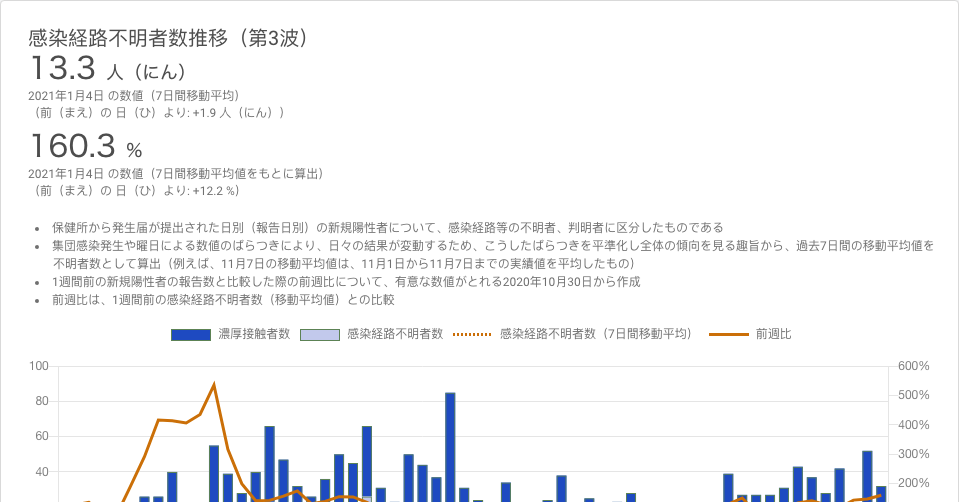 感染経路不明者数推移（第3波）
13.3 人（にん）
2021年1月4日 の数値（7日間移動平均）
（前（まえ）の 日（ひ）より: +1.9 人（にん））
160.3 %
2021年1月4日 の数値（7日間移動平均値をもとに算出）
（前（まえ）の 日（ひ）より: +12.2 %）
• 保健所から発生届が提出された日別（報告日別）の新規陽性者について、感染経路等の不明者、判明者に区分したものである
• 集団感染発生や曜日による数値のばらつきにより、日々の結果が変動するため、こうしたばらつきを平準化し全体の傾向を見る趣旨から、過去7日間の移動平均値を
不明者数として算出（例えば、11月7日の移動平均値は、11月1日から11月7日までの実績値を平均したもの）
• 1週間前の新規陽性者の報告数と比較した際の前週比について、有意な数値がとれる2020年10月30日から作成
• 前週比は、1週間前の感染経路不明者数（移動平均値）との比較
濃厚接触者数 感染経路不明者数 感染経路不明者数（7日間移動平均） 前週比
100 600%
80 500%
60 400%
40 300%
200%